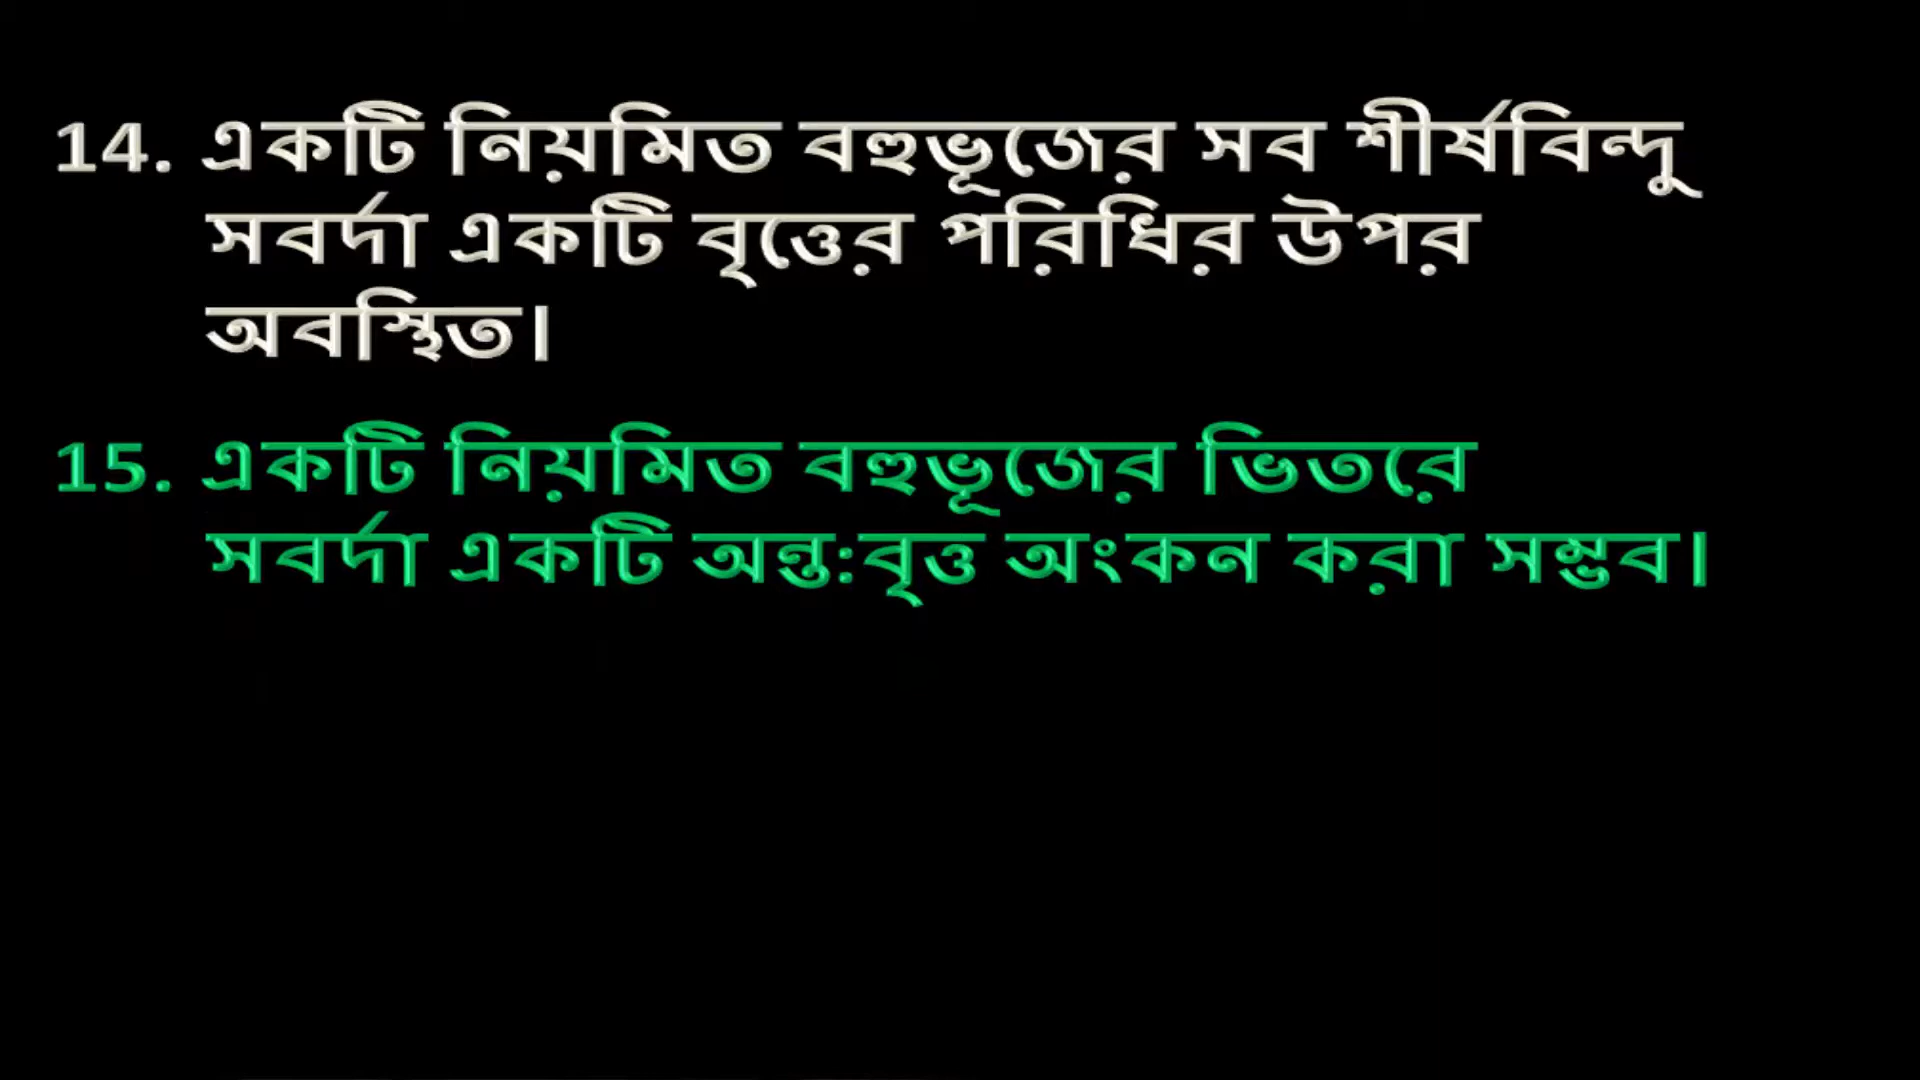 14. একটি নিয়মিত বহুভূজের সব শীর্ষবিন্দু
সবর্দা একটি বৃত্তের পরিধির উপর
অবস্থিত।
15. একটি নিয়মিত বহুভূজের ভিতরে
সবর্দা একটি অন্ত:বৃত্ত অংকন করা সম্ভব।